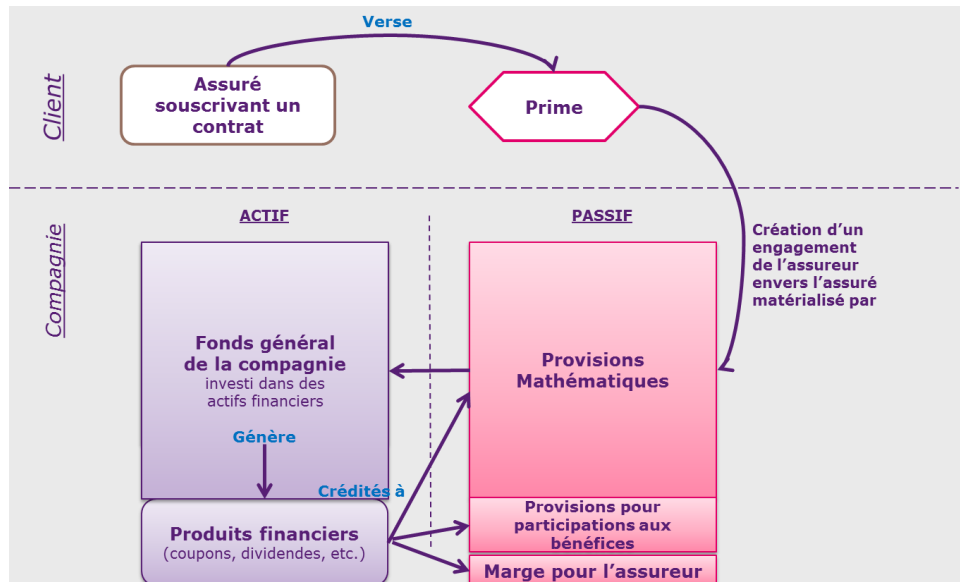 Verse
Client
Assuré
souscrivant un
contrat
Prime
Compagnie
ACTIF
PASSIF
Création d’un
engagement
de l’assureur
envers l’assuré
matérialisé par
Fonds général
de la compagnie
investi dans des
actifs financiers
Génère
Provisions
Mathématiques
Crédités à
Produits financiers
(coupons, dividendes, etc.)
Provisions pour
participations aux
bénéfices
Marge pour l’assureur